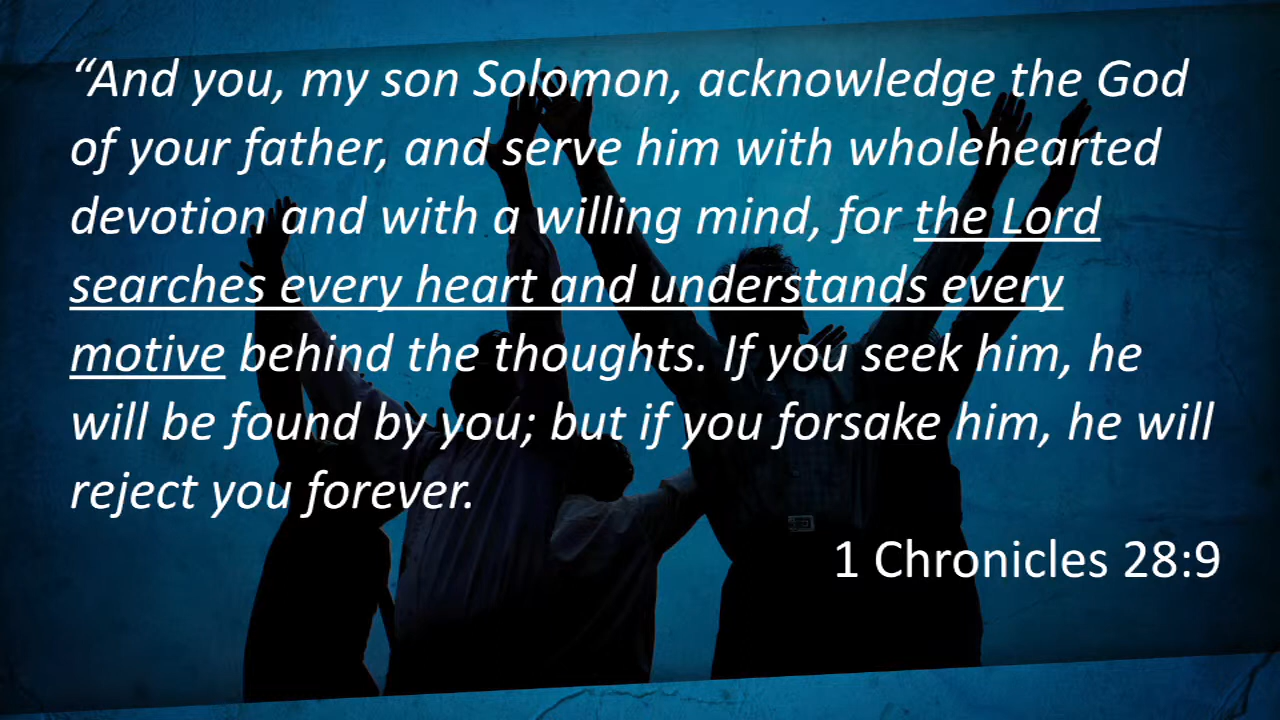 “And you, my son Solomon, acknowledge the God
of your father, and serve him with wholehearted
devotion and with a willing mind, for the Lord
searches every heart and understands every
motive behind the thoughts. If you seek him, he
will be found by you; but if you forsake him, he will
reject you forever.
1 Chronicles 28:9